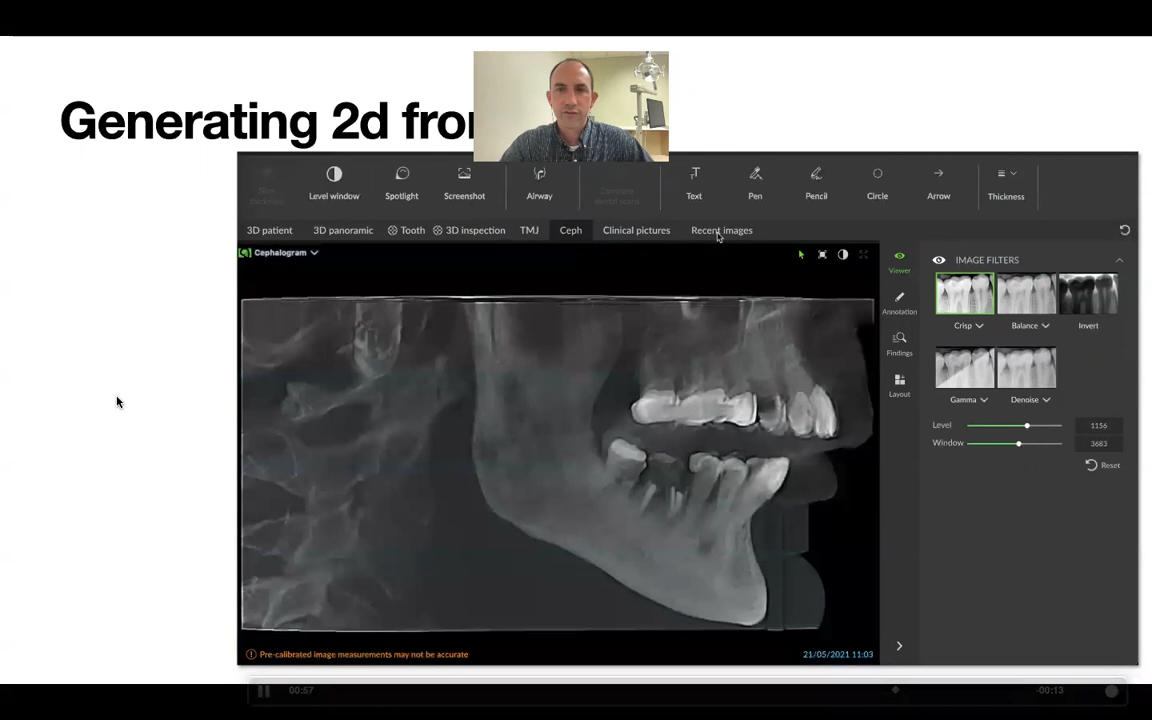 Generating 2d fro
Level window
Spotlight
Screenshot
Airway
Text
Pen
Pencil
Circle
Arrow
Thickness
3D patient
3D panoramic
Tooth
3D inspection
TMJ
Ceph
Clinical pictures
Recent images
Cephalogram
Viewer
Annotation
Findings
Layout
IMAGE FILTERS
Crisp
Balance
Invert
Gamma
Denoise
Level
1156
Window
3683
Reset
Pre-calibrated image measurements may not be accurate
21/05/2021 11:03
00:57
-00:13